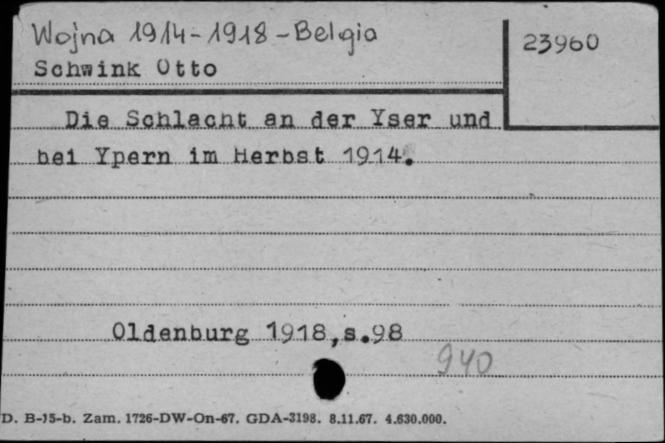 Wojna 1914-1918-Belgia
23960
Schwink Otto
Die Schlacht an der Yser und
bei Ypern im Herbst 1914.
Oldenburg 1918,s.98
940
D. B-15-b. Zam. 1726-DW-On-67. GDA-3198. 8.11.67. 4.630.000.